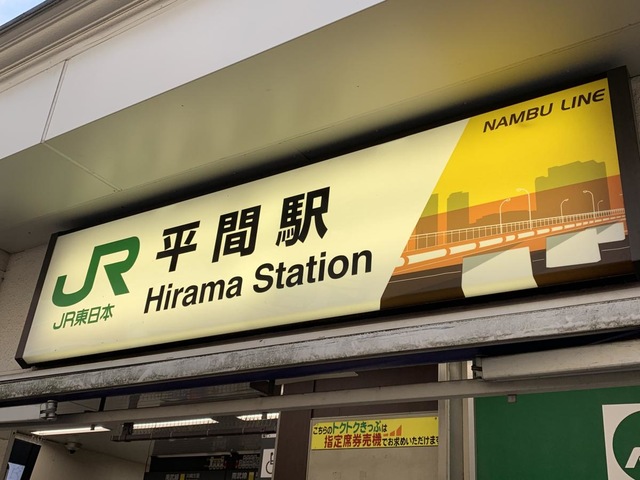 NAMBU LINE
JR 平間駅
JR東日本 Hirama Station
こちらはトクトクきっぷは
指定席券売機でお求めいただけます